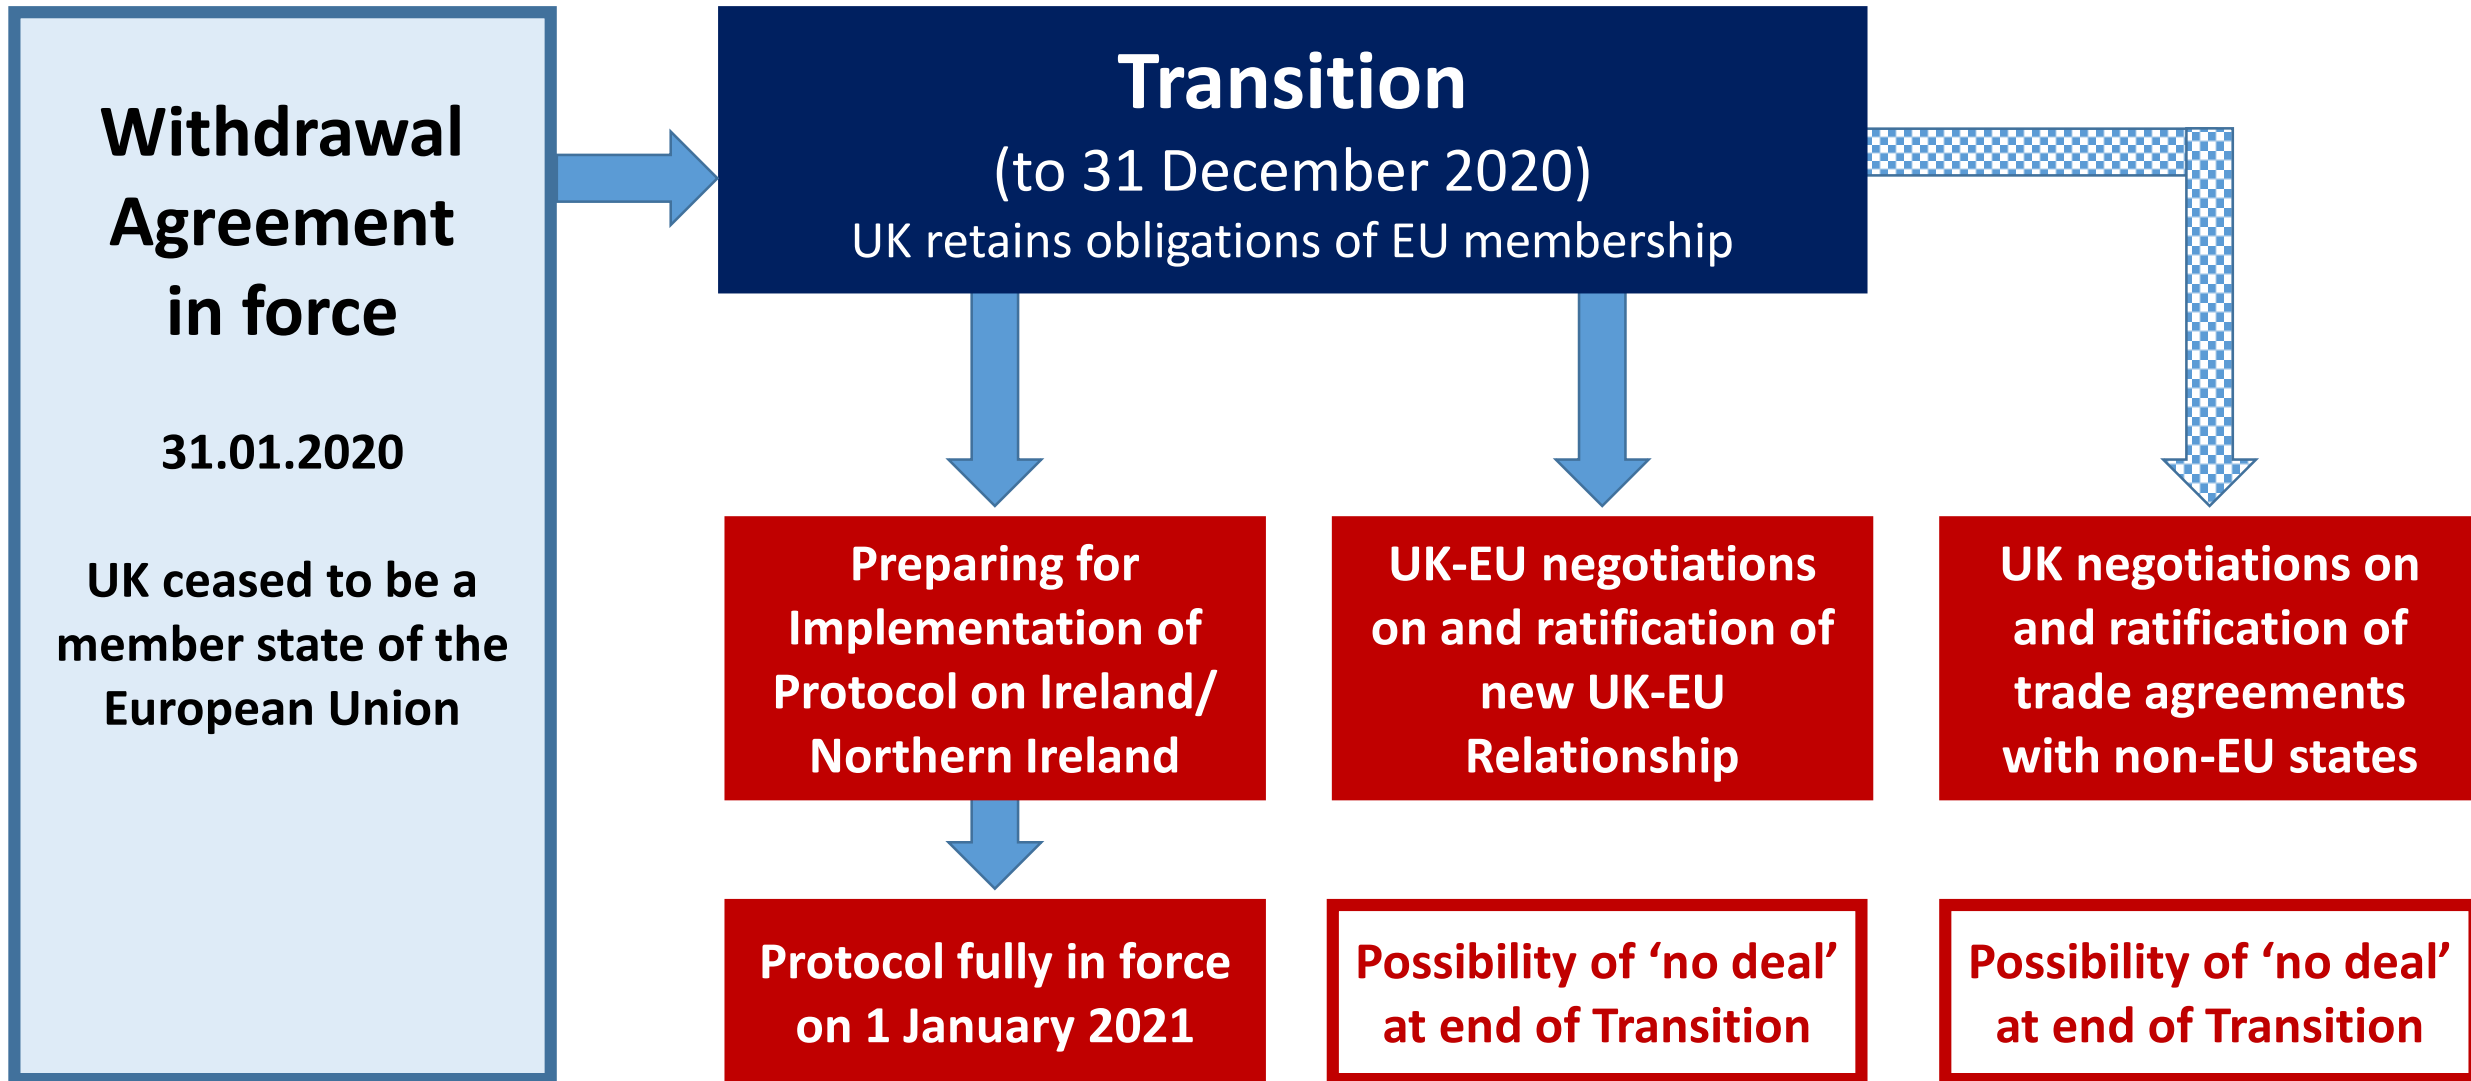 Withdrawal
Agreement
in force
31.01.2020
UK ceased to be a
member state of the
European Union
Transition
(to 31 December 2020)
UK retains obligations of EU membership
Preparing for
Implementation of
Protocol on Ireland/
Northern Ireland
UK-EU negotiations
on and ratification of
new UK-EU
Relationship
UK negotiations on
and ratification of
trade agreements
with non-EU states
Protocol fully in force
on 1 January 2021
Possibility of ‘no deal’
at end of Transition
Possibility of ‘no deal’
at end of Transition